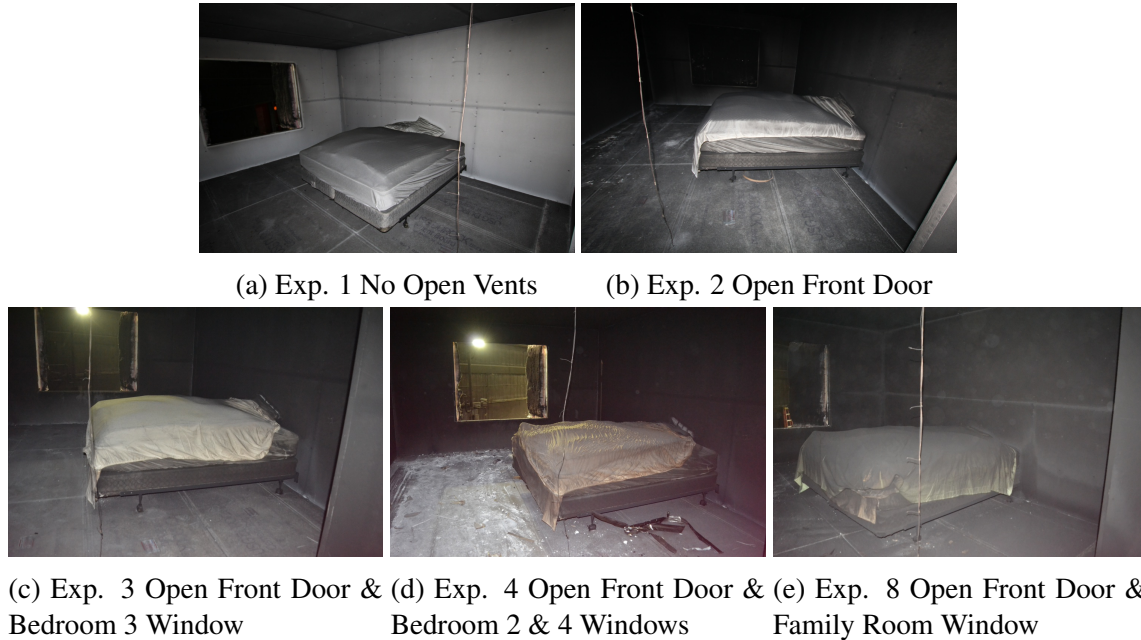 (a) Exp. 1 No Open Vents
(b) Exp. 2 Open Front Door
(c) Exp. 3 Open Front Door &
Bedroom 3 Window
(d) Exp. 4 Open Front Door &
Bedroom 2 & 4 Windows
(e) Exp. 8 Open Front Door &
Family Room Window